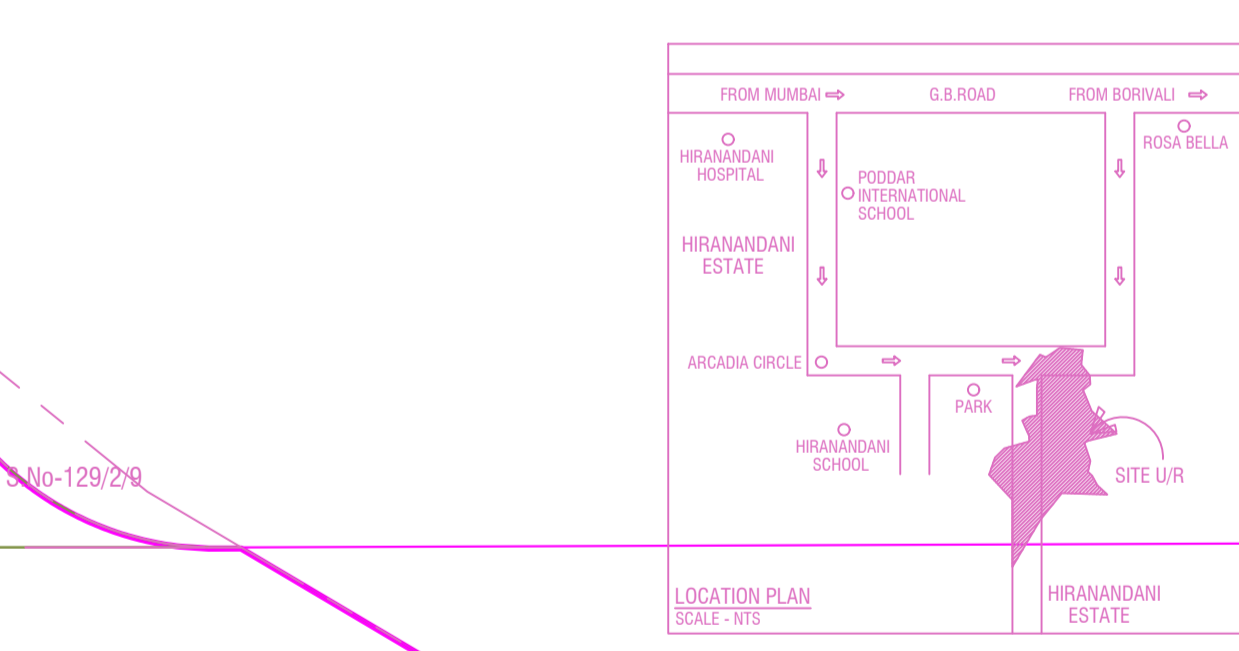 FROM MUMBAI
G.B.ROAD
FROM BORIVALI
HIRANANDANI
HOSPITAL
ROSA BELLA
PODDAR
INTERNATIONAL
SCHOOL
HIRANANDANI
ESTATE
ARCADIA CIRCLE
PARK
HIRANANDANI
SCHOOL
SITE U/R
S.No-129/2/9
LOCATION PLAN
SCALE - NTS
HIRANANDANI
ESTATE